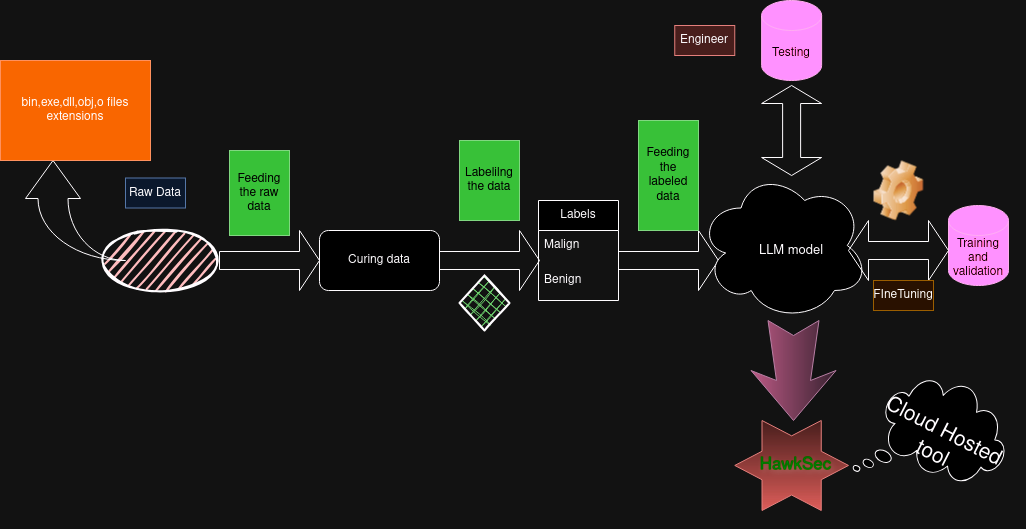 Engineer
Testing
bin,exe,dll,obj,o files
extensions
Raw Data
Feeding
the raw
data
Labelilng
the data
Feeding
the
labeled
data
Labels
Malign
Benign
Curing data
LLM model
Training
and
validation
FIneTuning
HawkSec
Cloud Hosted
tool